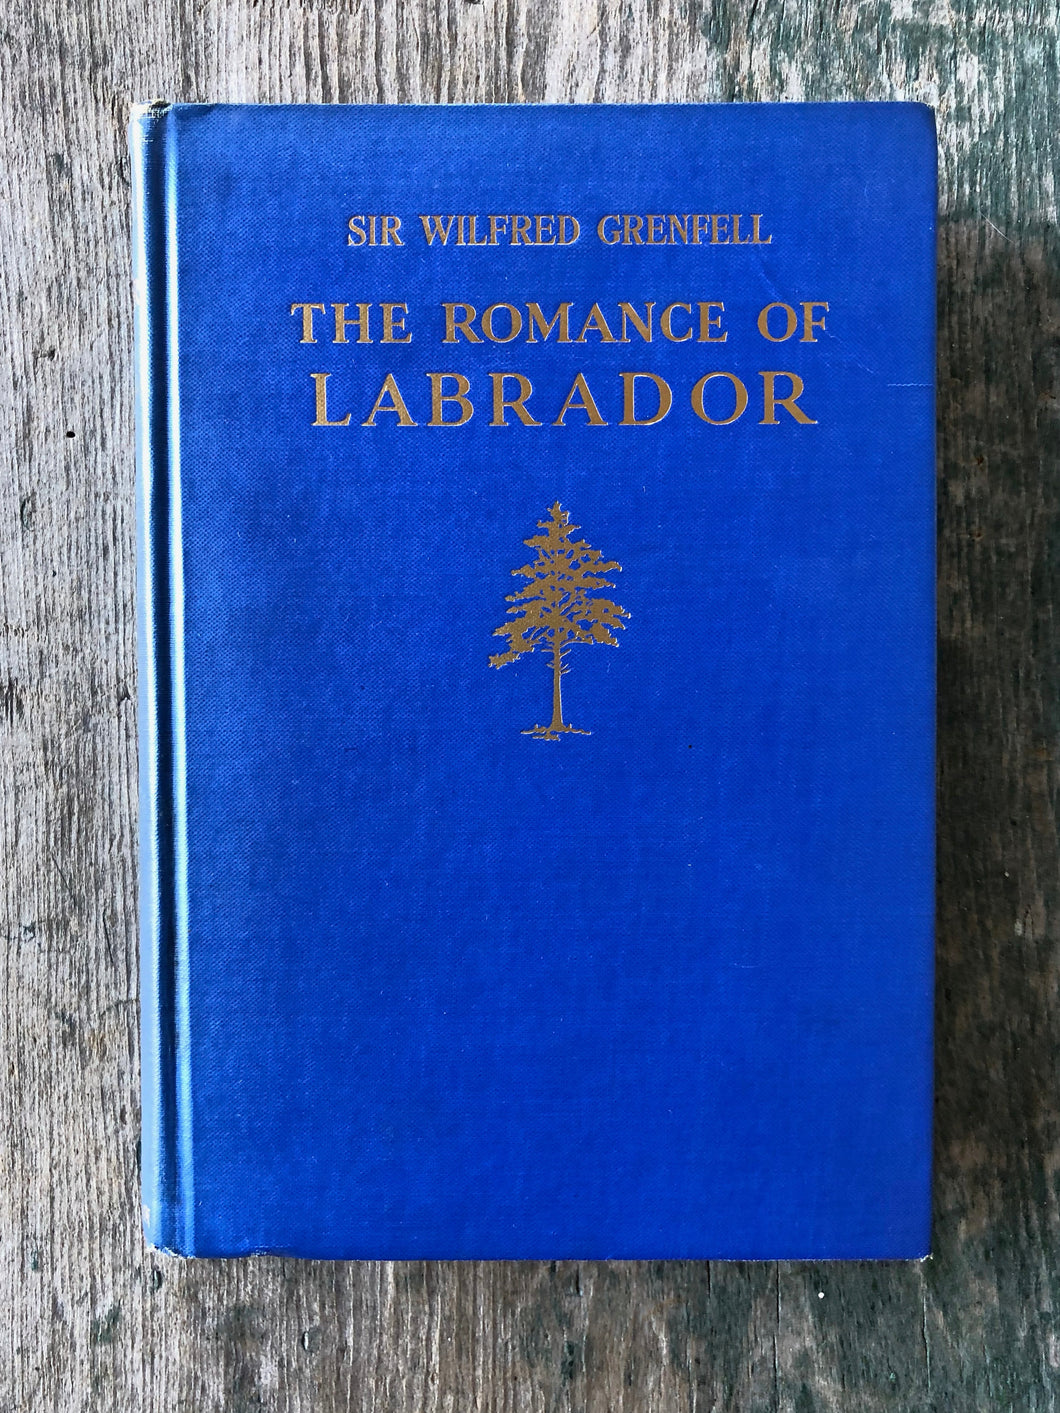 SIR WILFRED GRENFELL
THE ROMANCE OF
LABRADOR